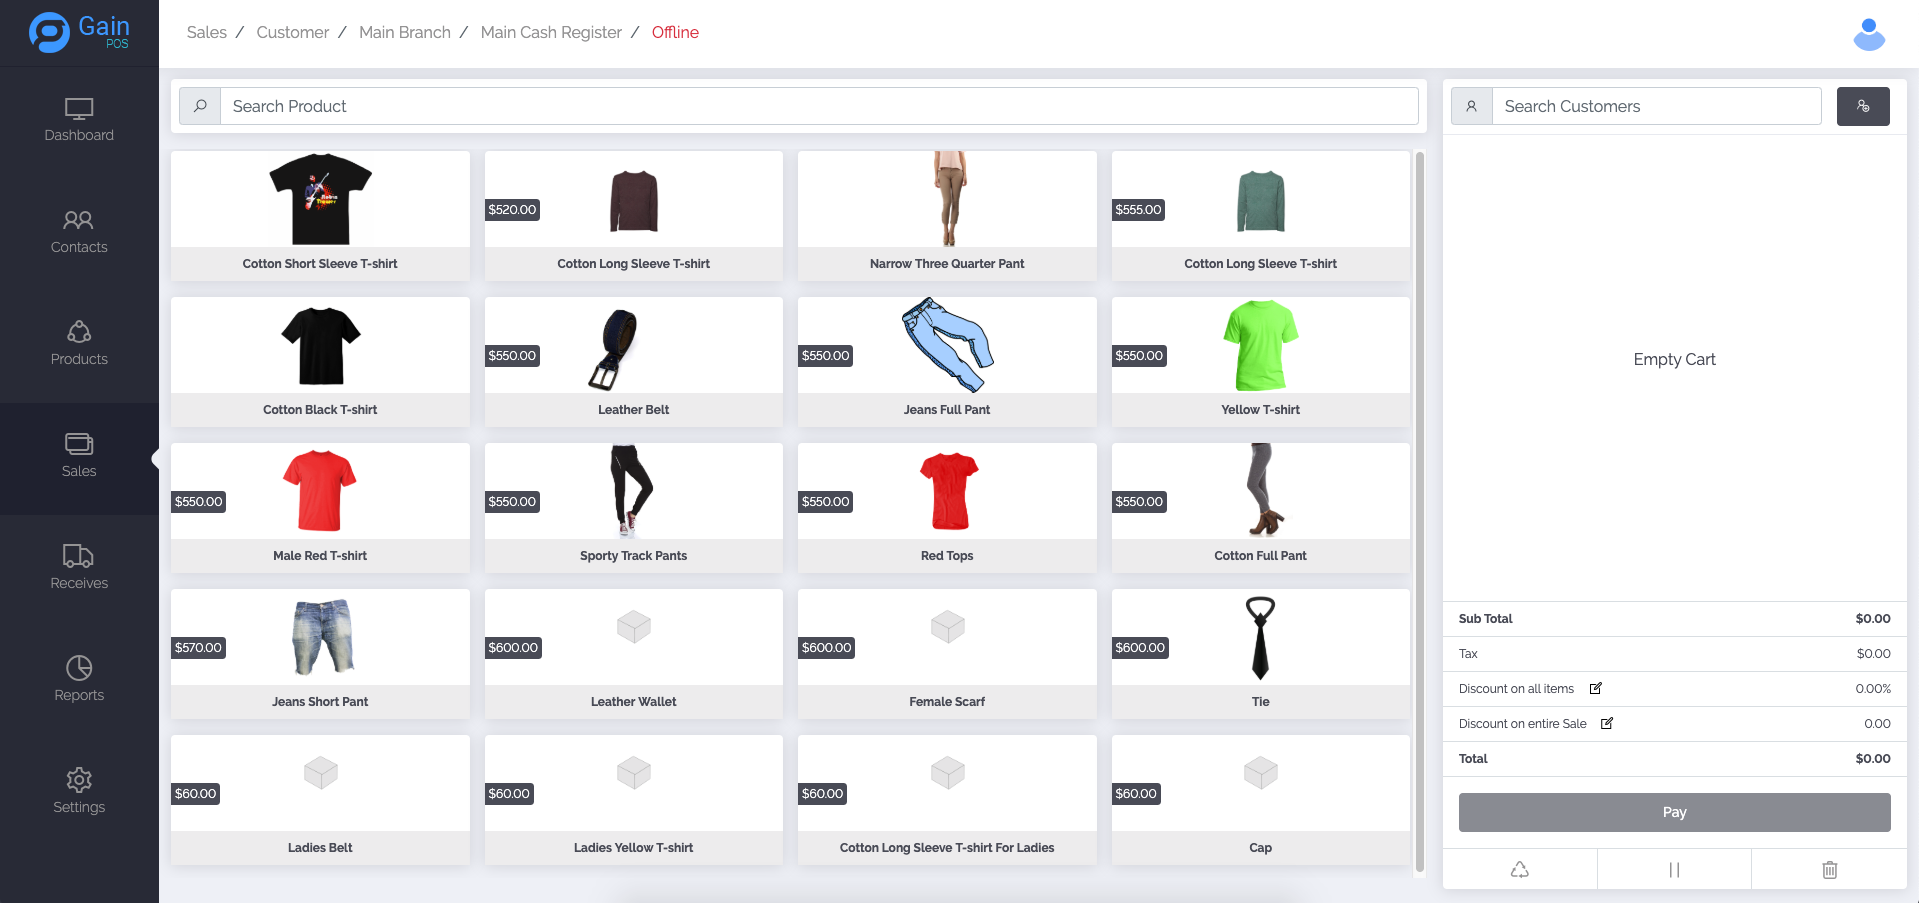 Gain
POS
Sales / Customer / Main Branch / Main Cash Register / Offline
Dashboard
Contacts
Products
Sales
Receives
Reports
Settings
Search Product
Cotton Short Sleeve T-shirt
$520.00
Cotton Long Sleeve T-shirt
Narrow Three Quarter Pant
$555.00
Cotton Long Sleeve T-shirt
Cotton Black T-shirt
$550.00
Leather Belt
$550.00
Jeans Full Pant
$550.00
Yellow T-shirt
$550.00
Male Red T-shirt
$550.00
Sporty Track Pants
$550.00
Red Tops
$550.00
Cotton Full Pant
$570.00
Jeans Short Pant
$600.00
Leather Wallet
$600.00
Female Scarf
$600.00
Tie
$60.00
Ladies Belt
$60.00
Ladies Yellow T-shirt
$60.00
Cotton Long Sleeve T-shirt For Ladies
$60.00
Cap
Search Customers
Empty Cart
Sub Total $0.00
Tax $0.00
Discount on all items 0.00%
Discount on entire Sale 0.00
Total $0.00
Pay